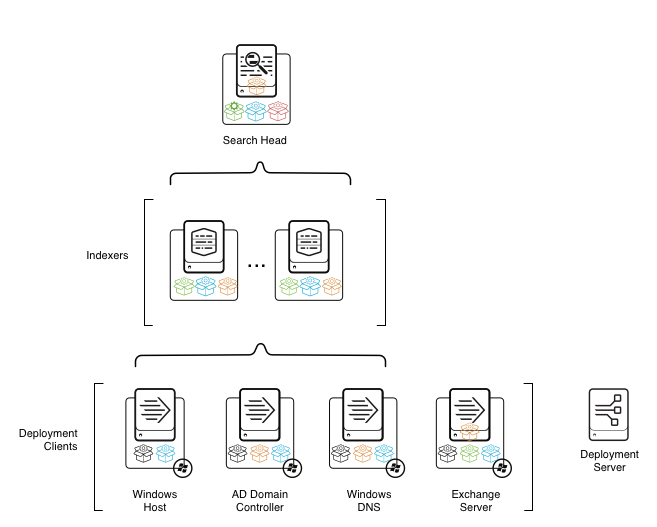 Search Head
Indexers
...
Deployment
Clients
Windows
Host
AD Domain
Controller
Windows
DNS
Exchange
Server
Deployment
Server